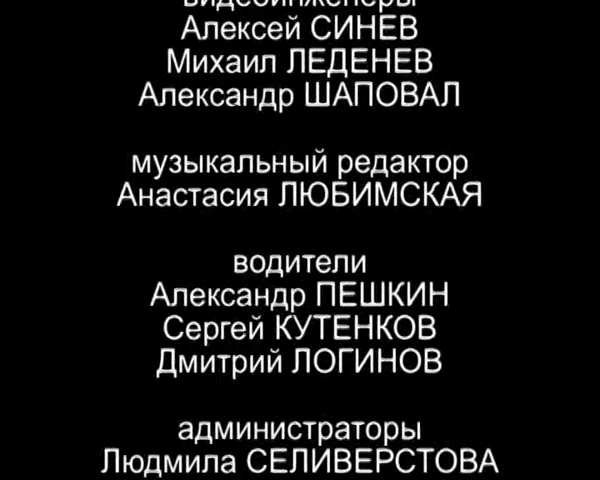 видеоинженеры
Алексей СИНЕВ
Михаил ЛЕДЕНЕВ
Александр ШАПОВАЛ
музыкальный редактор
Анастасия ЛЮБИМСКАЯ
водители
Александр ПЕШКИН
Сергей КУТЕНКОВ
Дмитрий ЛОГИНОВ
администраторы
Людмила СЕЛИВЕРСТОВА